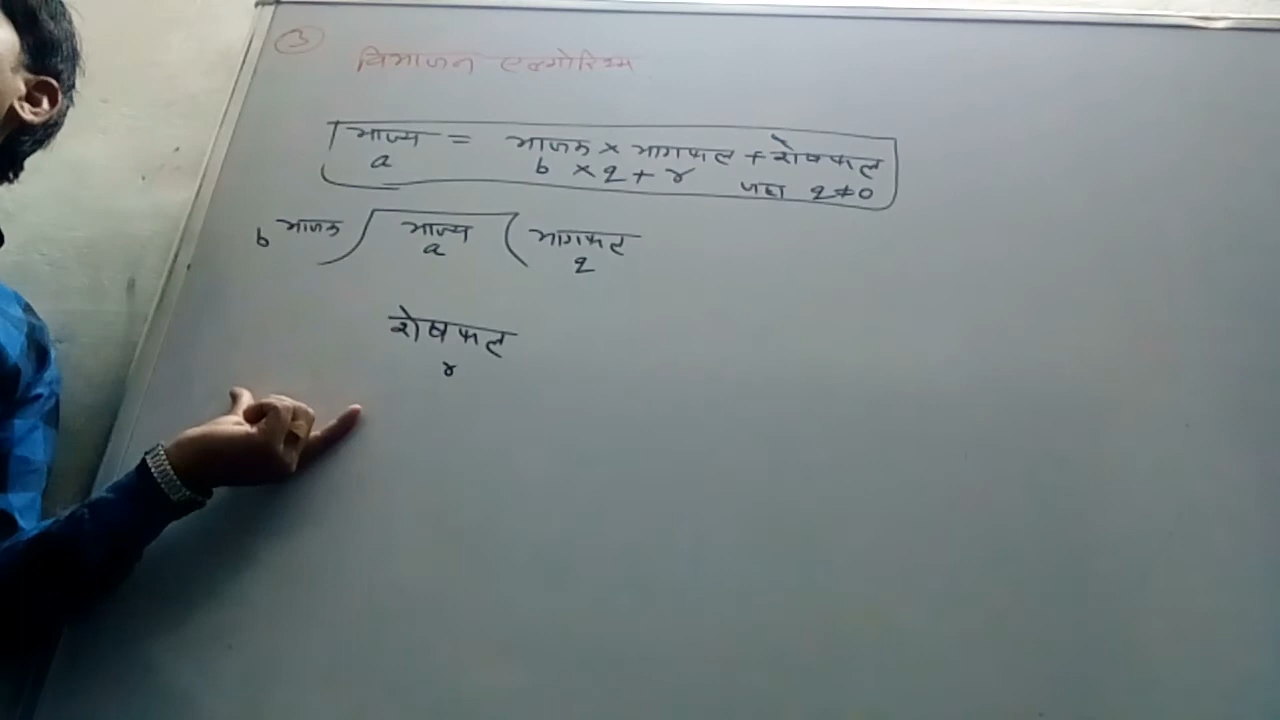 3
विभाजन एल्गोरिथ्म
भाज्य = भाजक × भागफल + शेषफल
a b × q + r जहा q ≠ 0
b भाजक भाज्य भागफल
a q
शेषफल
r